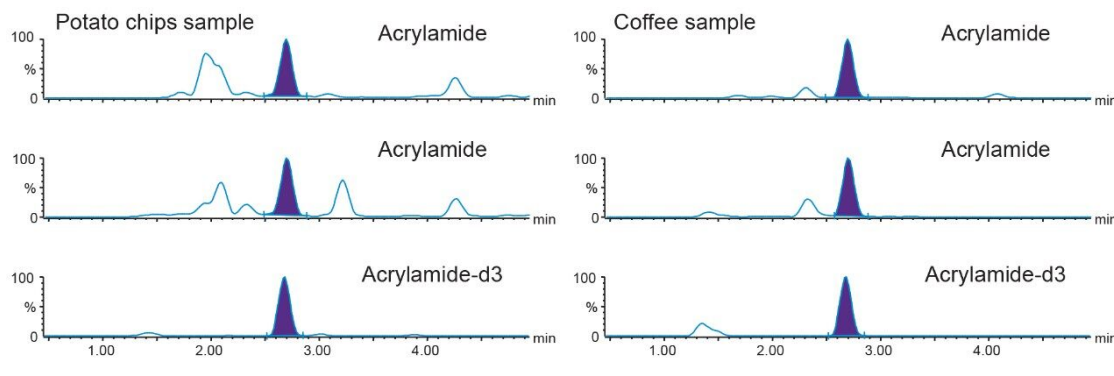 Potato chips sample
Acrylamide
100
%
0
min
Acrylamide
100
%
0
min
Acrylamide-d3
100
%
0
1.00 2.00 3.00 4.00 min
Coffee sample
Acrylamide
100
%
0
min
Acrylamide
100
%
0
min
Acrylamide-d3
100
%
0
1.00 2.00 3.00 4.00 min